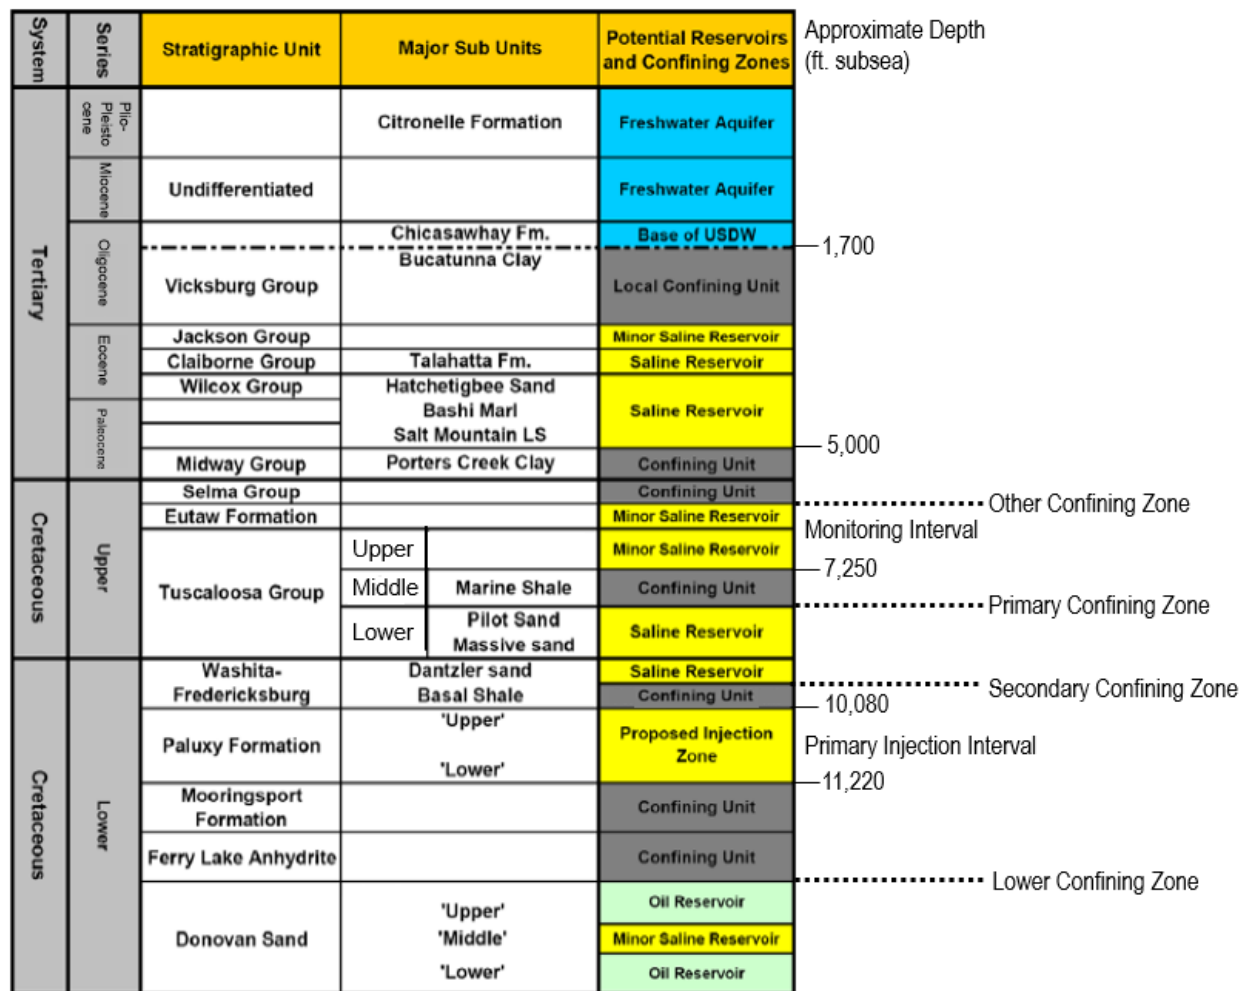 System
Series
Stratigraphic Unit
Major Sub Units
Potential Reservoirs
and Confining Zones
Approximate Depth
(ft. subsea)
Tertiary
Plio-
Pleisto
cene
Citronelle Formation
Freshwater Aquifer
Miocene
Undifferentiated
Freshwater Aquifer
Oligocene
Chicasawhay Fm.
Base of USDW
1,700
Bucatunna Clay
Vicksburg Group
Local Confining Unit
Eocene
Jackson Group
Minor Saline Reservoir
Claiborne Group
Talahatta Fm.
Saline Reservoir
Wilcox Group
Hatchetigbee Sand
Bashi Marl
Salt Mountain LS
Saline Reservoir
Paleocene
5,000
Midway Group
Porters Creek Clay
Confining Unit
Cretaceous
Upper
Selma Group
Confining Unit
Other Confining Zone
Eutaw Formation
Minor Saline Reservoir
Monitoring Interval
Tuscaloosa Group
Upper
Minor Saline Reservoir
7,250
Middle
Marine Shale
Confining Unit
Primary Confining Zone
Lower
Pilot Sand
Massive sand
Saline Reservoir
Cretaceous
Lower
Washita-
Fredericksburg
Dantzler sand
Saline Reservoir
Secondary Confining Zone
Basal Shale
Confining Unit
10,080
Paluxy Formation
'Upper'
'Lower'
Proposed Injection
Zone
Primary Injection Interval
11,220
Mooringsport
Formation
Confining Unit
Ferry Lake Anhydrite
Confining Unit
Lower Confining Zone
Donovan Sand
'Upper'
Oil Reservoir
'Middle'
Minor Saline Reservoir
'Lower'
Oil Reservoir